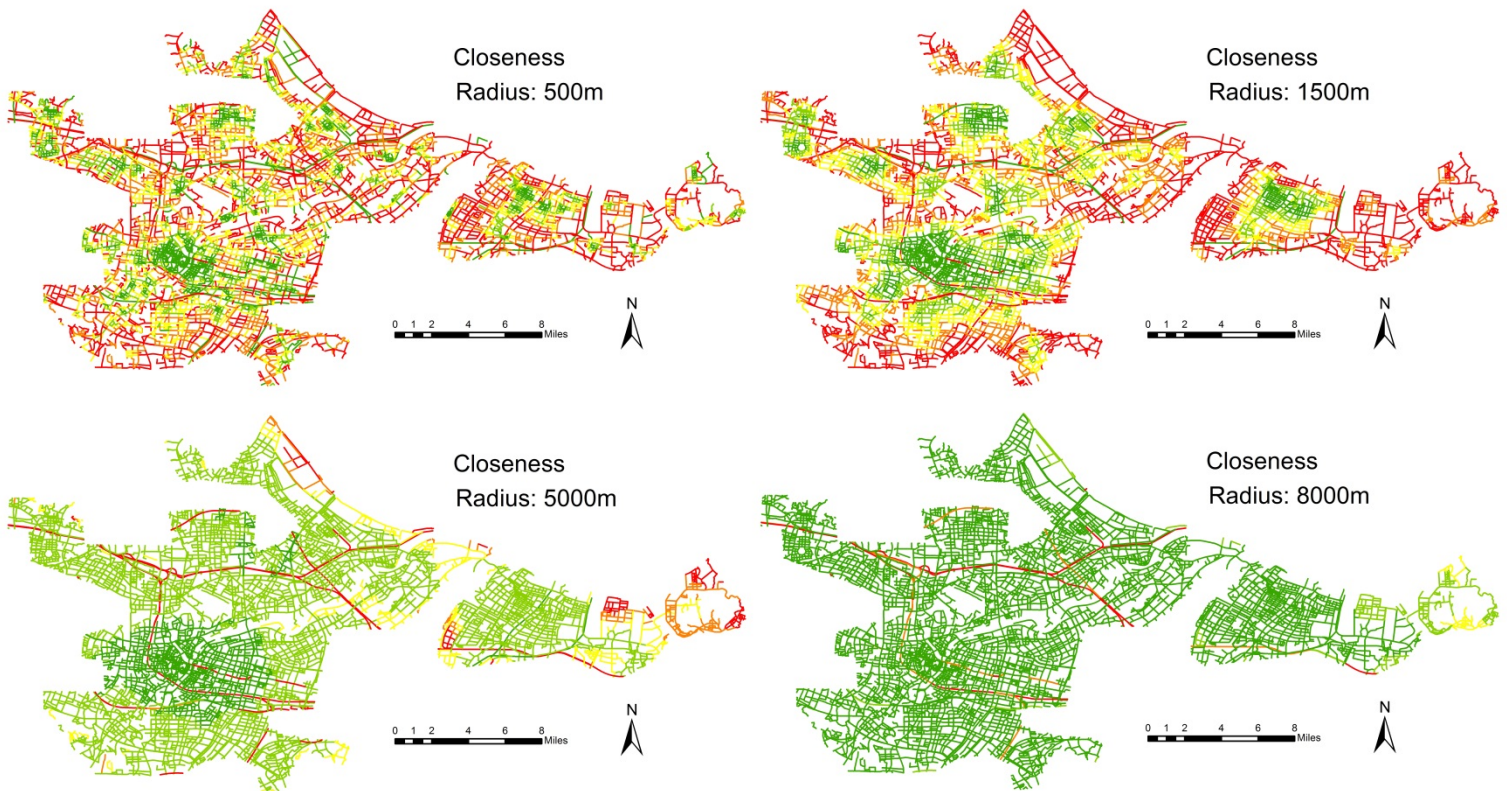 Closeness
Radius: 500m
N
0 1 2 4 6 8
Miles
Closeness
Radius: 1500m
N
0 1 2 4 6 8
Miles
Closeness
Radius: 5000m
N
0 1 2 4 6 8
Miles
Closeness
Radius: 8000m
N
0 1 2 4 6 8
Miles